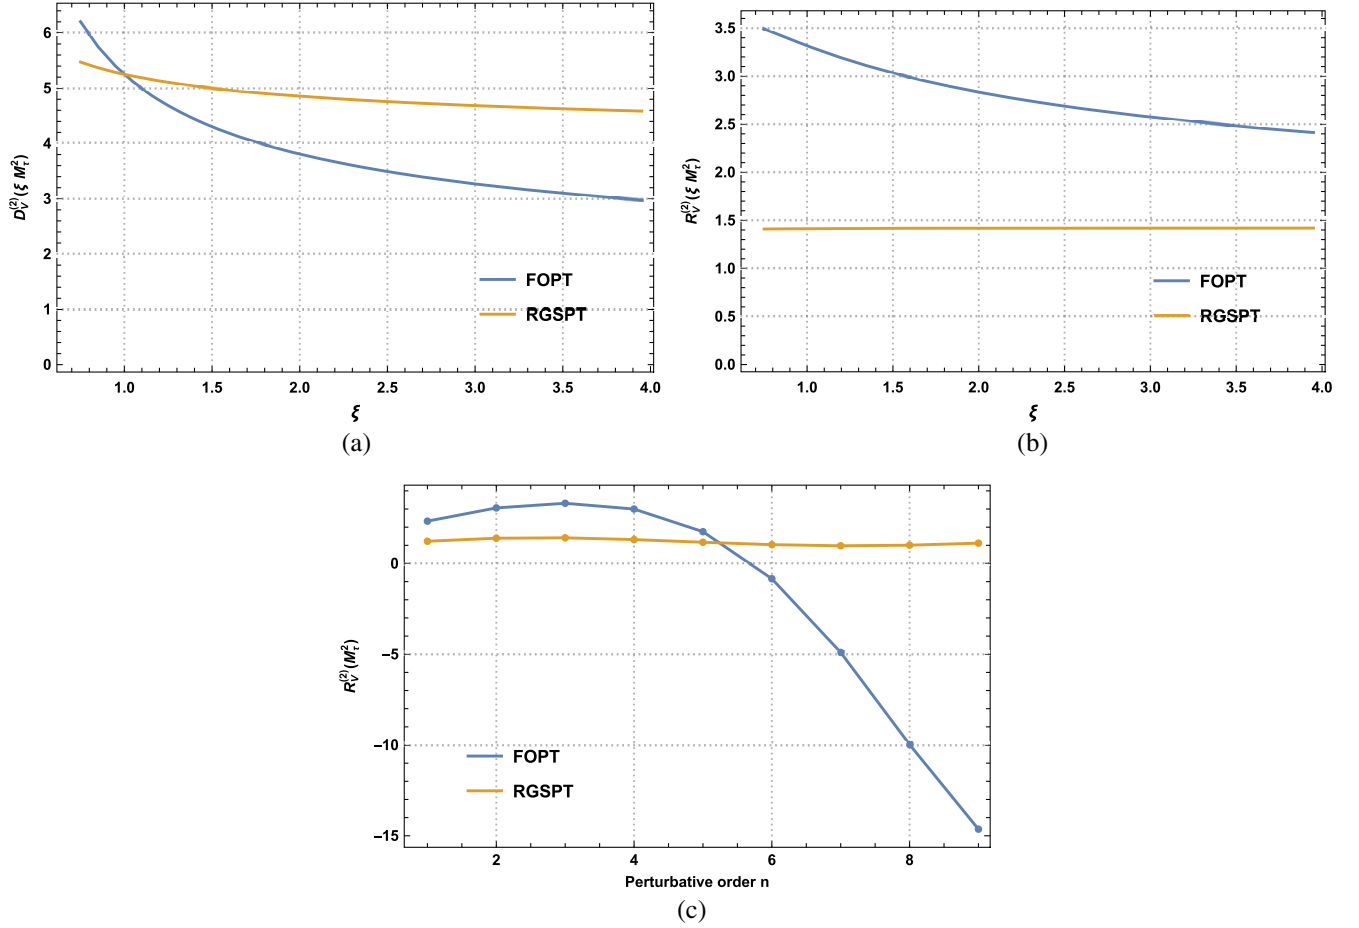 D_V^(2)(ξ M_τ^2)
6
5
4
3
2
1
0
1.0 1.5 2.0 2.5 3.0 3.5 4.0
ξ
FOPT
RGSPT
(a)
R_V^(2)(ξ M_τ^2)
3.5
3.0
2.5
2.0
1.5
1.0
0.5
0.0
1.0 1.5 2.0 2.5 3.0 3.5 4.0
ξ
FOPT
RGSPT
(b)
R_V^(2)(M_τ^2)
0
−5
−10
−15
2 4 6 8
Perturbative order n
FOPT
RGSPT
(c)